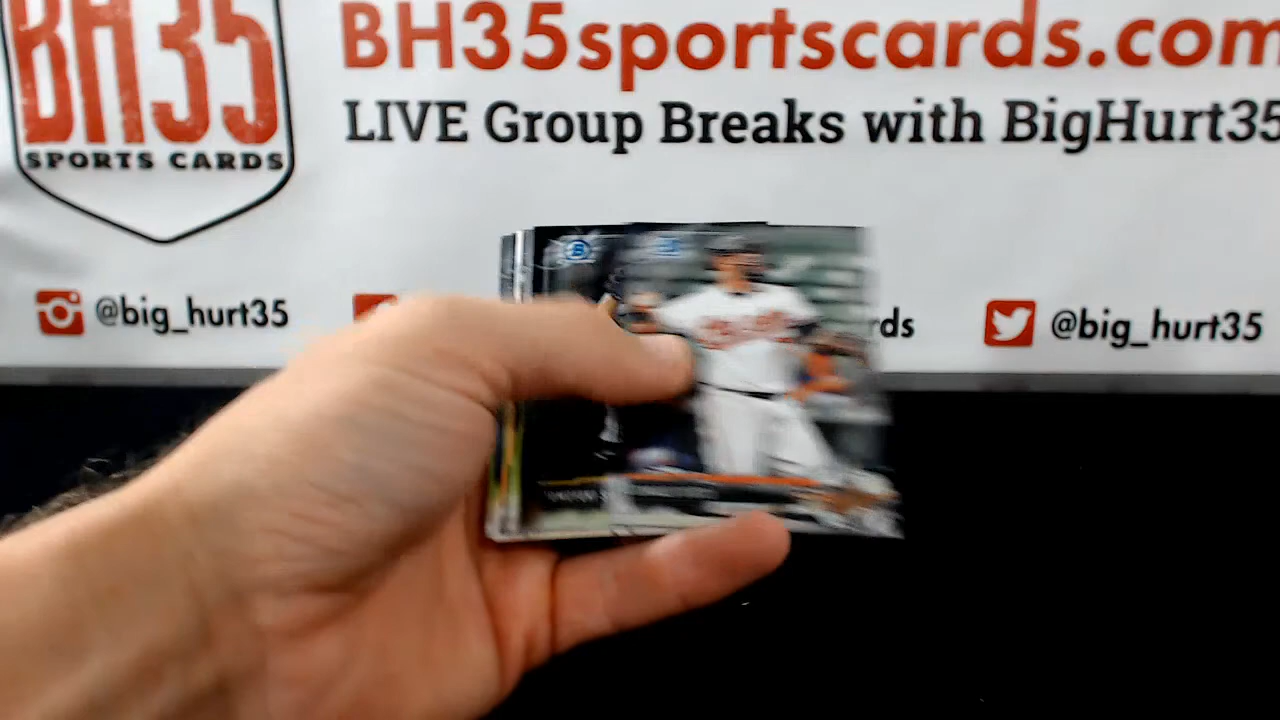 BH35
SPORTS CARDS
BH35sportscards.com
LIVE Group Breaks with BigHurt35
@big_hurt35
rds
@big_hurt35
B